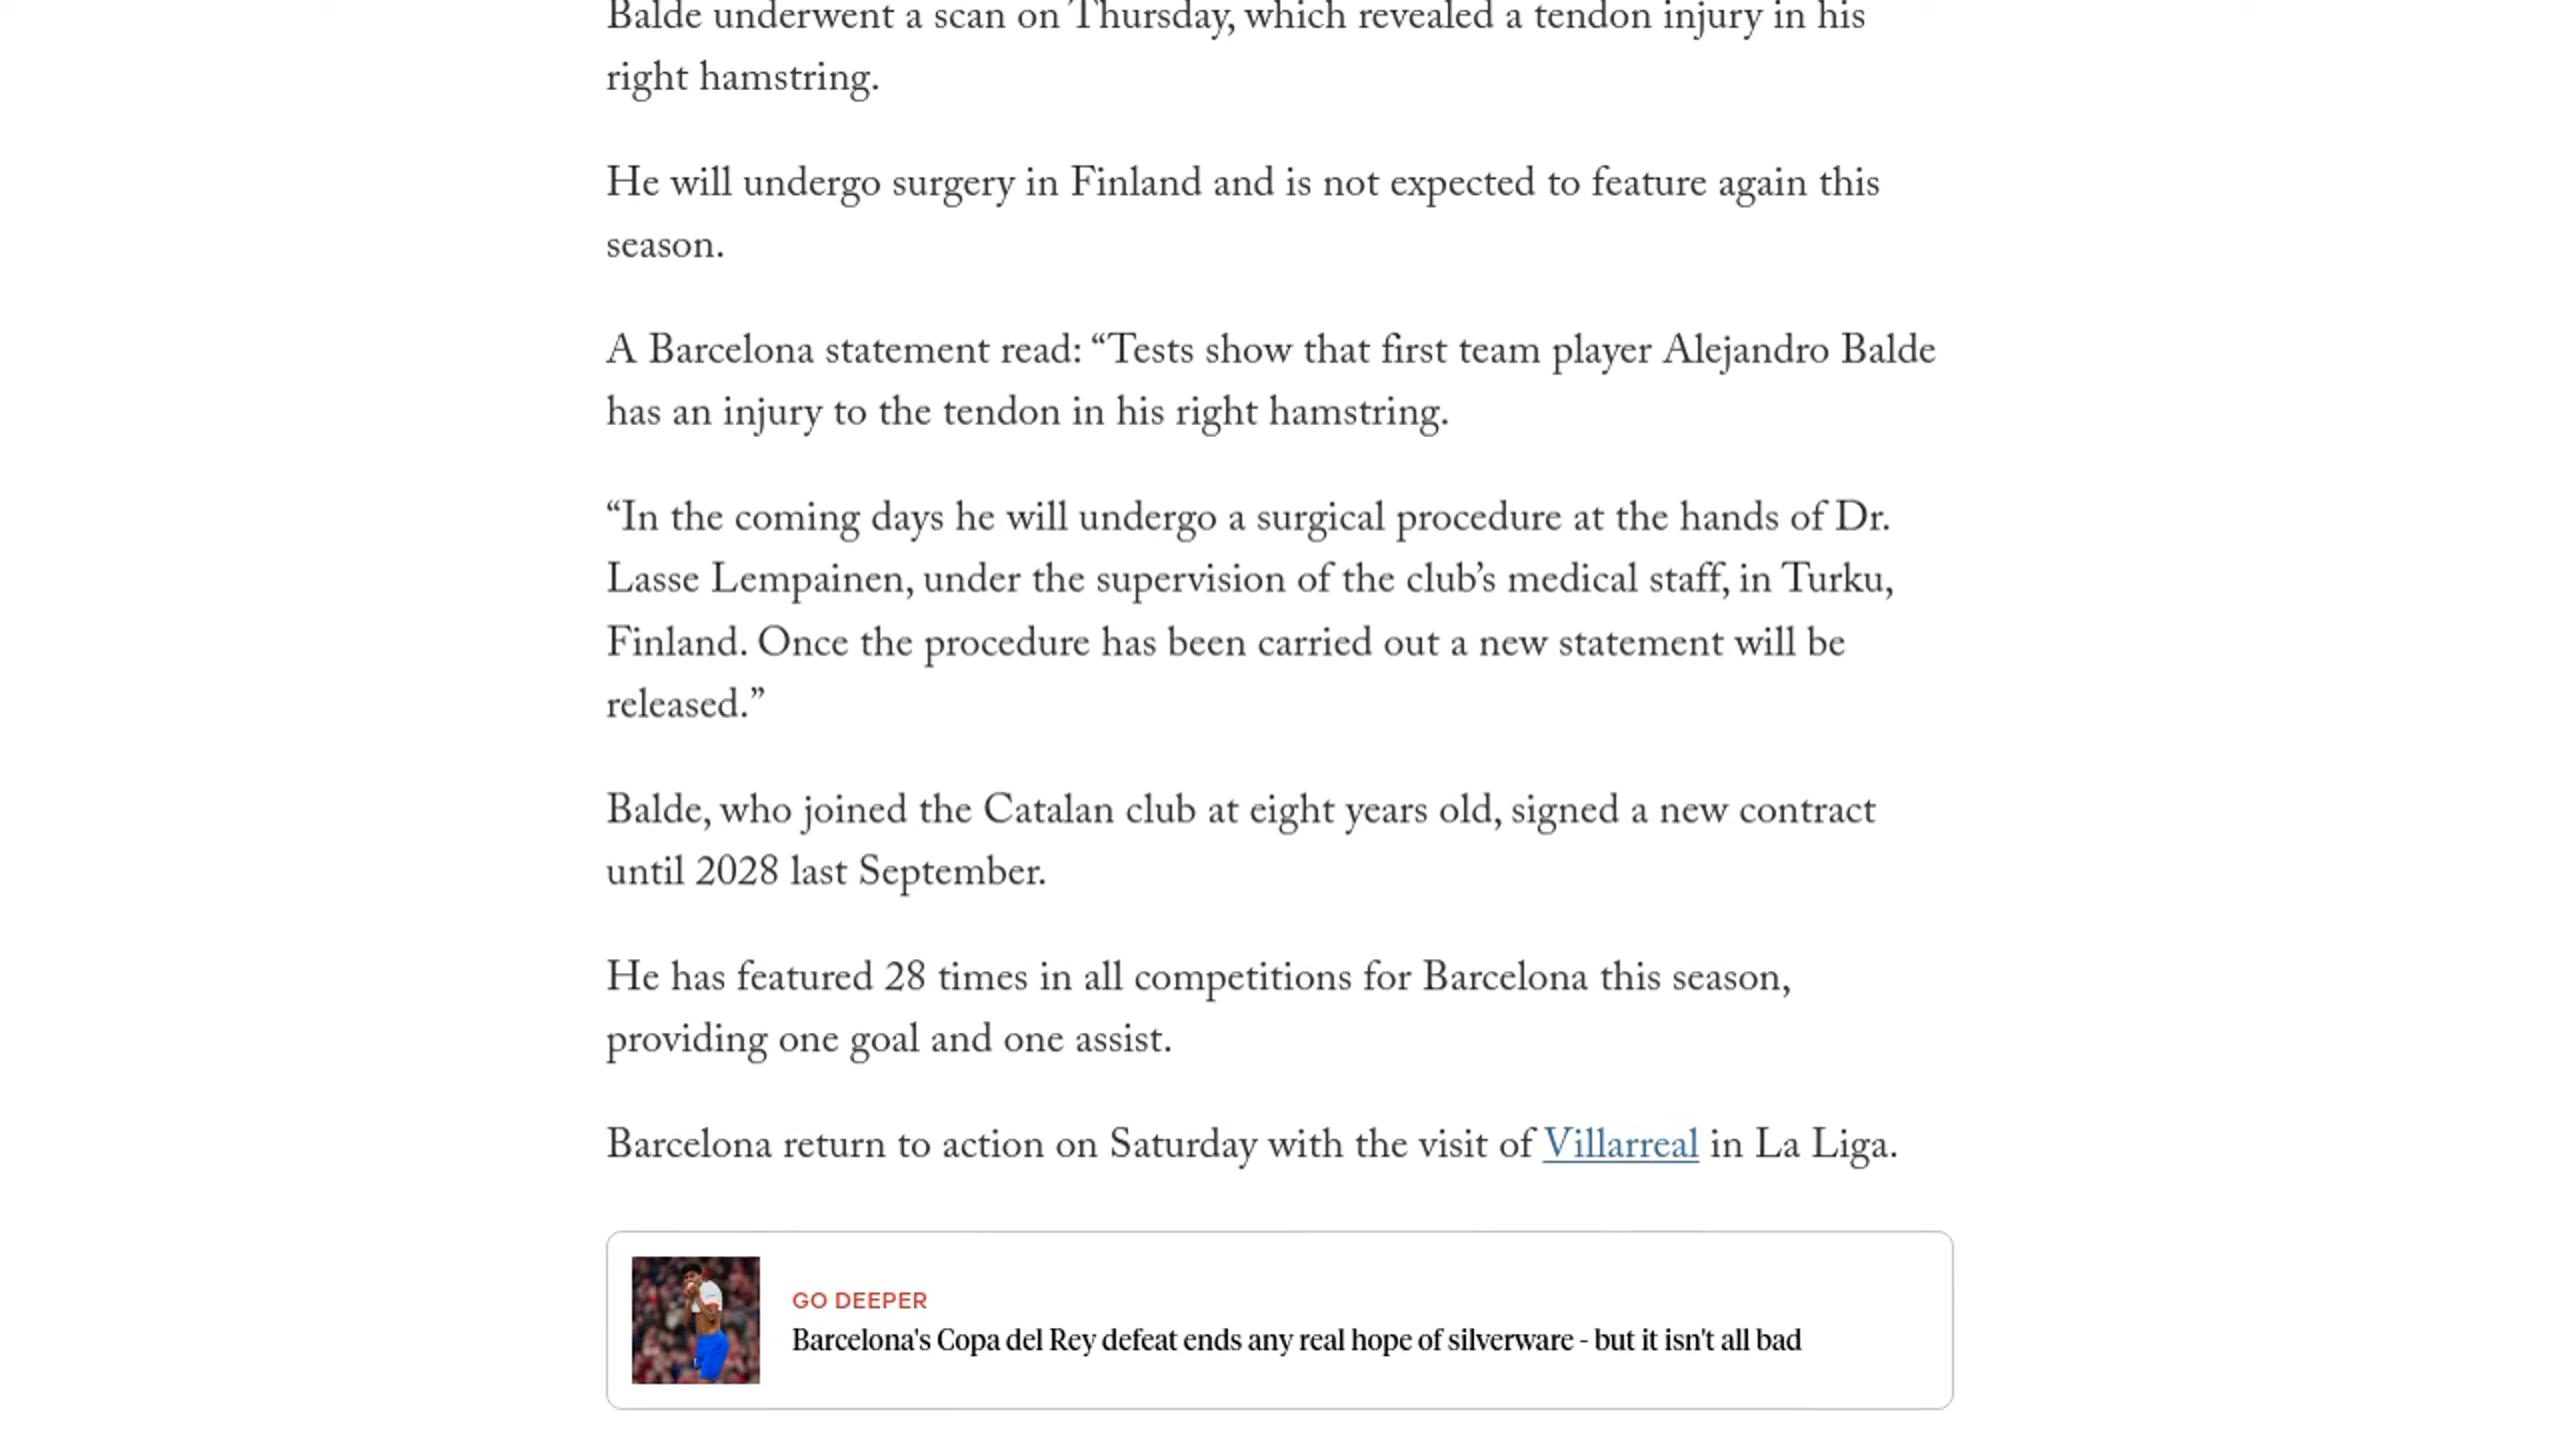 Balde underwent a scan on Thursday, which revealed a tendon injury in his
right hamstring.
He will undergo surgery in Finland and is not expected to feature again this
season.
A Barcelona statement read: “Tests show that first team player Alejandro Balde
has an injury to the tendon in his right hamstring.
“In the coming days he will undergo a surgical procedure at the hands of Dr.
Lasse Lempainen, under the supervision of the club’s medical staff, in Turku,
Finland. Once the procedure has been carried out a new statement will be
released.”
Balde, who joined the Catalan club at eight years old, signed a new contract
until 2028 last September.
He has featured 28 times in all competitions for Barcelona this season,
providing one goal and one assist.
Barcelona return to action on Saturday with the visit of Villarreal in La Liga.
GO DEEPER
Barcelona's Copa del Rey defeat ends any real hope of silverware - but it isn't all bad